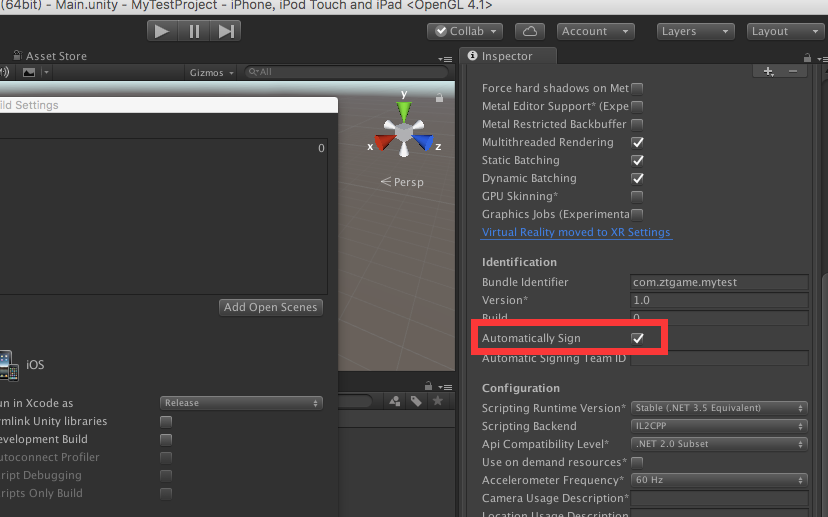 (64bit) - Main.unity - MyTestProject - iPhone, iPod Touch and iPad <OpenGL 4.1>
Collab
Account
Layers
Layout
Asset Store
Gizmos
All
ild Settings
0
y
x
z
Persp
Add Open Scenes
iOS
un in Xcode as
Release
mlink Unity libraries
evelopment Build
utoconnect Profiler
ript Debugging
ripts Only Build
Inspector
Force hard shadows on Met
Metal Editor Support* (Expe
Metal Restricted Backbuffer
Multithreaded Rendering
Static Batching
Dynamic Batching
GPU Skinning*
Graphics Jobs (Experimenta
Virtual Reality moved to XR Settings
Identification
Bundle Identifier
com.ztgame.mytest
Version*
1.0
Build
0
Automatically Sign
Automatic Signing Team ID
Configuration
Scripting Runtime Version*
Stable (.NET 3.5 Equivalent)
Scripting Backend
IL2CPP
Api Compatibility Level*
.NET 2.0 Subset
Use on demand resources*
Accelerometer Frequency*
60 Hz
Camera Usage Description*
Location Usage Description